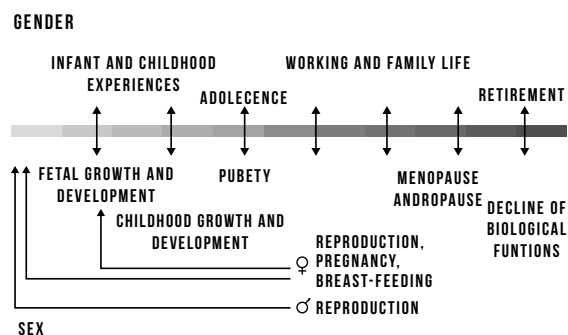 GENDER
INFANT AND CHILDHOOD
EXPERIENCES
ADOLECENCE
WORKING AND FAMILY LIFE
RETIREMENT
FETAL GROWTH AND
DEVELOPMENT
PUBETY
MENOPAUSE
ANDROPAUSE
DECLINE OF
BIOLOGICAL
FUNTIONS
CHILDHOOD GROWTH AND
DEVELOPMENT
♀ REPRODUCTION,
PREGNANCY,
BREAST-FEEDING
♂ REPRODUCTION
SEX